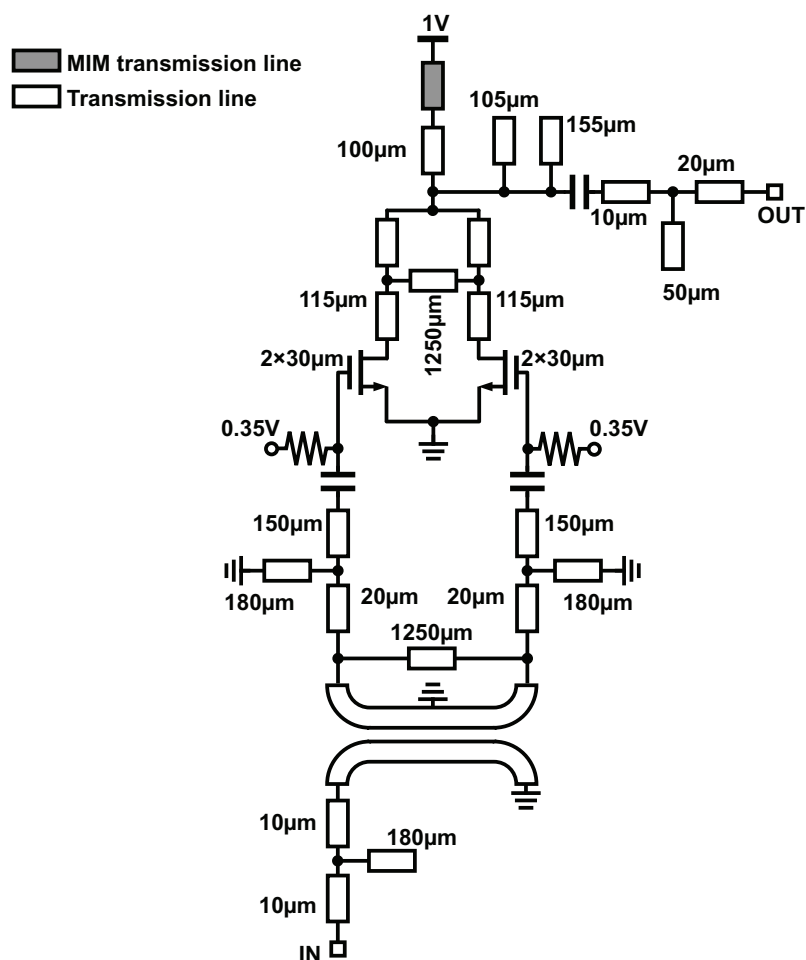 1V
MIM transmission line
Transmission line
105µm
155µm
100µm
20µm
10µm
OUT
50µm
115µm
115µm
1250µm
2×30µm
2×30µm
0.35V
0.35V
150µm
150µm
180µm
20µm
20µm
180µm
1250µm
10µm
180µm
10µm
IN